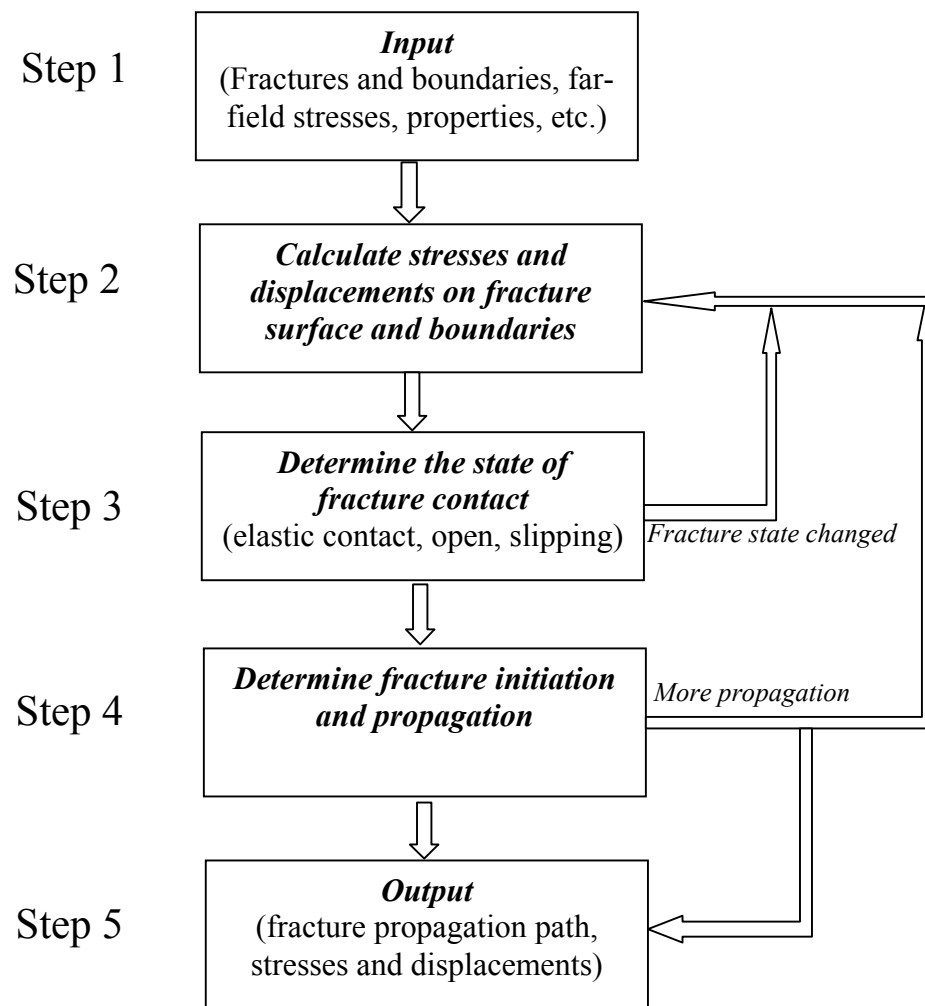 Step 1
Input
(Fractures and boundaries, far-
field stresses, properties, etc.)
Step 2
Calculate stresses and
displacements on fracture
surface and boundaries
Step 3
Determine the state of
fracture contact
(elastic contact, open, slipping)
Fracture state changed
Step 4
Determine fracture initiation
and propagation
More propagation
Step 5
Output
(fracture propagation path,
stresses and displacements)